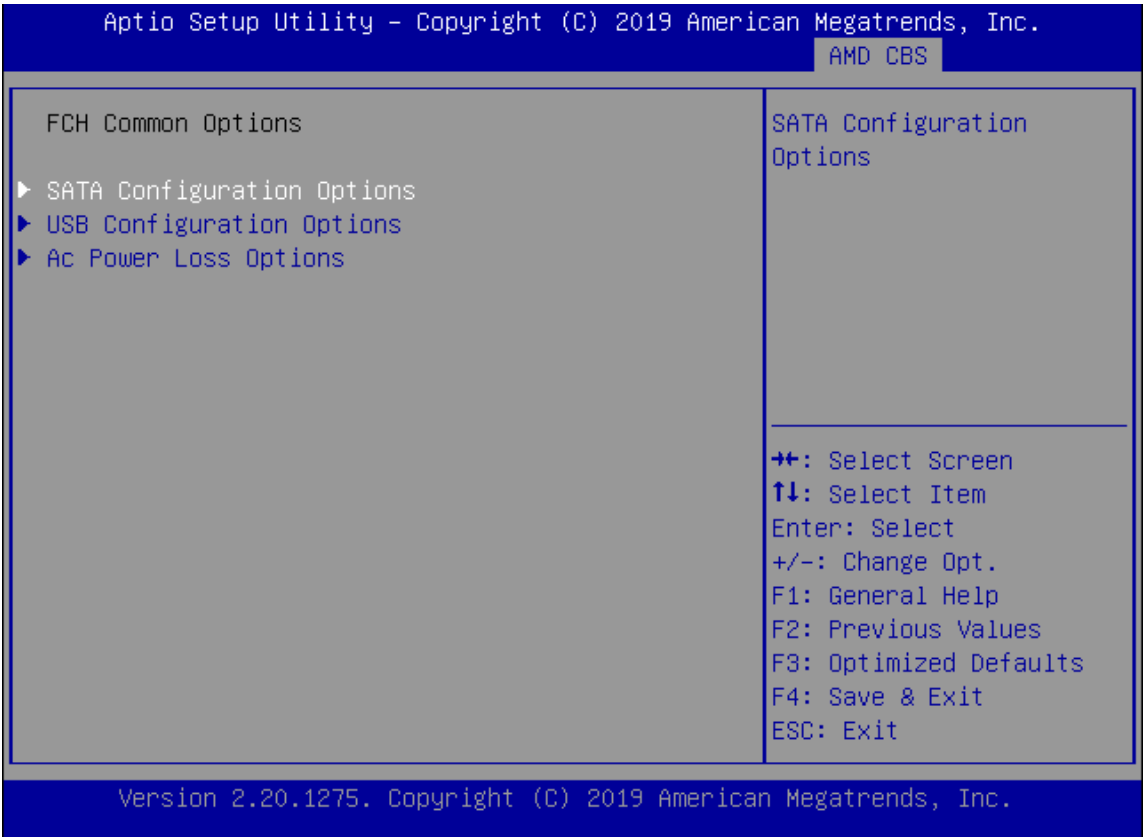 Aptio Setup Utility – Copyright (C) 2019 American Megatrends, Inc.
AMD CBS
FCH Common Options
▶ SATA Configuration Options
▶ USB Configuration Options
▶ Ac Power Loss Options
SATA Configuration
Options
→←: Select Screen
↑↓: Select Item
Enter: Select
+/-: Change Opt.
F1: General Help
F2: Previous Values
F3: Optimized Defaults
F4: Save & Exit
ESC: Exit
Version 2.20.1275. Copyright (C) 2019 American Megatrends, Inc.